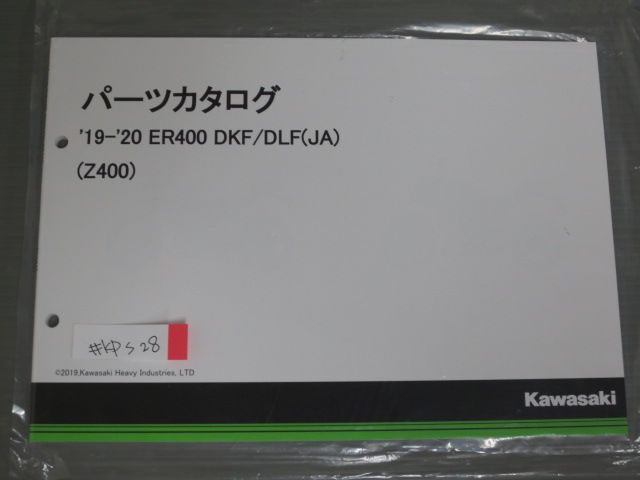 パーツカタログ
'19-'20 ER400 DKF/DLF(JA)
(Z400)
#KPS28
©2019,Kawasaki Heavy Industries, LTD
Kawasaki